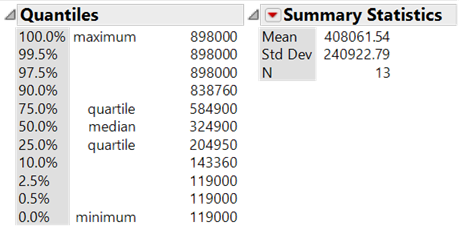 Quantiles
100.0% maximum 898000
99.5% 898000
97.5% 898000
90.0% 838760
75.0% quartile 584900
50.0% median 324900
25.0% quartile 204950
10.0% 143360
2.5% 119000
0.5% 119000
0.0% minimum 119000
Summary Statistics
Mean 408061.54
Std Dev 240922.79
N 13